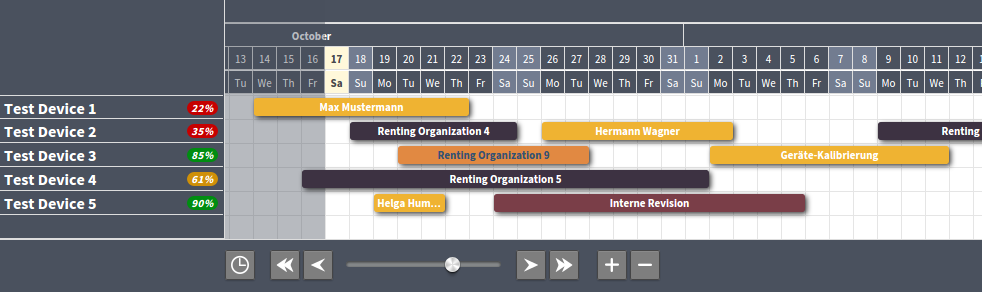 October
13 14 15 16 17 18 19 20 21 22 23 24 25 26 27 28 29 30 31 1 2 3 4 5 6 7 8 9 10 11 12
Tu We Th Fr Sa Su Mo Tu We Th Fr Sa Su Mo Tu We Th Fr Sa Su Mo Tu We Th Fr Sa Su Mo Tu We Th
Test Device 1 22% Max Mustermann
Test Device 2 35% Renting Organization 4 Hermann Wagner Renting
Test Device 3 85% Renting Organization 9 Geräte-Kalibrierung
Test Device 4 61% Renting Organization 5
Test Device 5 90% Helga Hum... Interne Revision